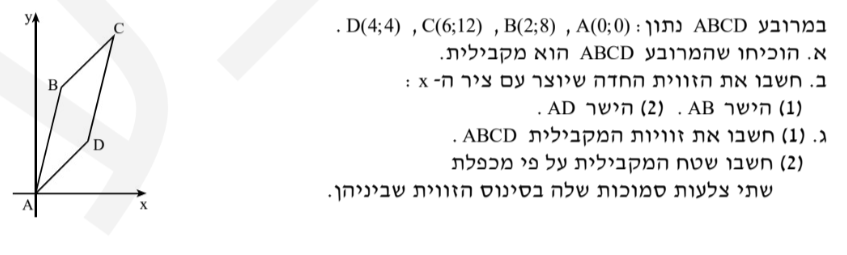 במרובע ABCD נתון: A(0;0) , B(2;8) , C(6;12) , D(4;4) .
א. הוכיחו שהמרובע ABCD הוא מקבילית.
ב. חשבו את הזווית החדה שיוצר עם ציר ה- x :
(1) הישר AB . (2) הישר AD .
ג. (1) חשבו את זוויות המקבילית ABCD .
(2) חשבו שטח המקבילית על פי מכפלת
שתי צלעות סמוכות שלה בסינוס הזווית שביניהן.
y
C
B
D
A
x